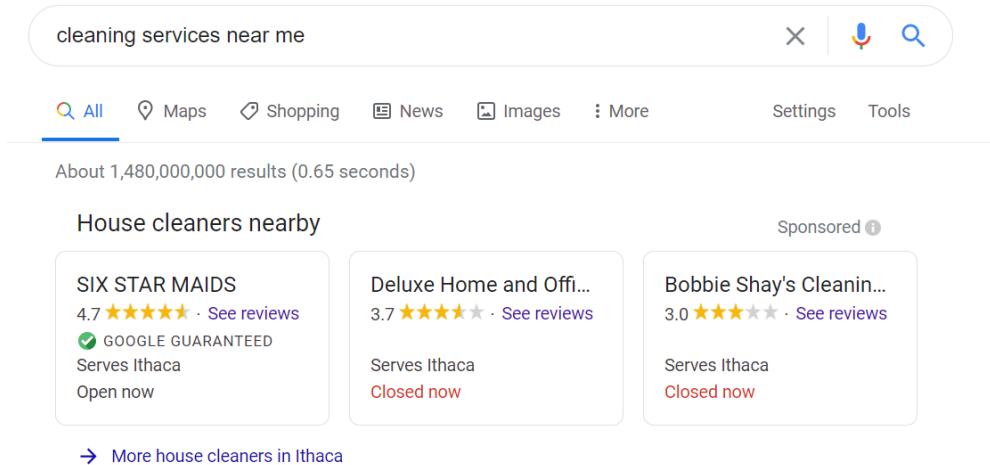 cleaning services near me
All Maps Shopping News Images More Settings Tools
About 1,480,000,000 results (0.65 seconds)
House cleaners nearby
Sponsored
SIX STAR MAIDS
4.7 · See reviews
GOOGLE GUARANTEED
Serves Ithaca
Open now
Deluxe Home and Offi...
3.7 · See reviews
Serves Ithaca
Closed now
Bobbie Shay's Cleanin...
3.0 · See reviews
Serves Ithaca
Closed now
More house cleaners in Ithaca